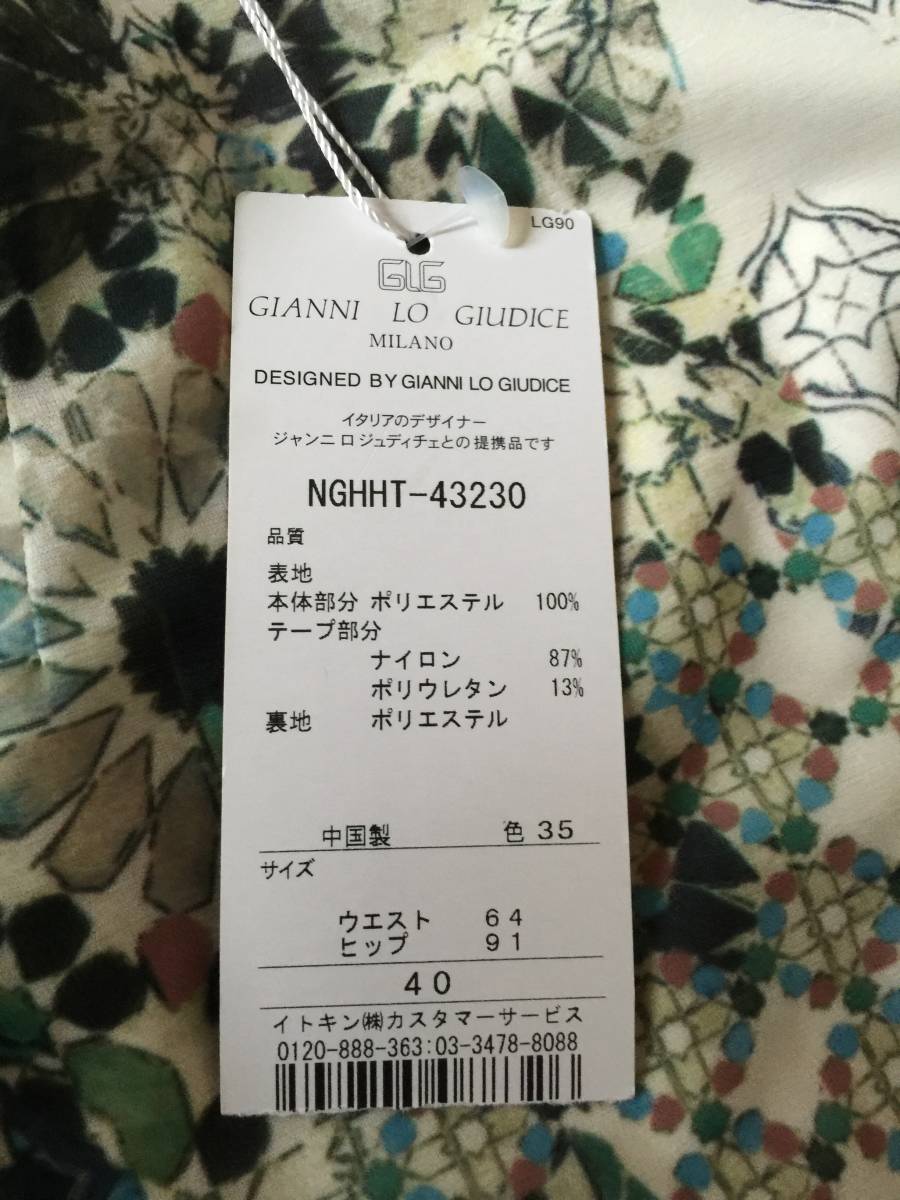 LG90
GLG
GIANNI LO GIUDICE
MILANO
DESIGNED BY GIANNI LO GIUDICE
イタリアのデザイナー
ジャンニ ロ ジュディチェとの提携品です
NGHHT-43230
品質
表地
本体部分 ポリエステル 100%
テープ部分
ナイロン 87%
ポリウレタン 13%
裏地 ポリエステル
中国製 色 35
サイズ
ウエスト 64
ヒップ 91
40
イトキン㈱カスタマーサービス
0120-888-363:03-3478-8088